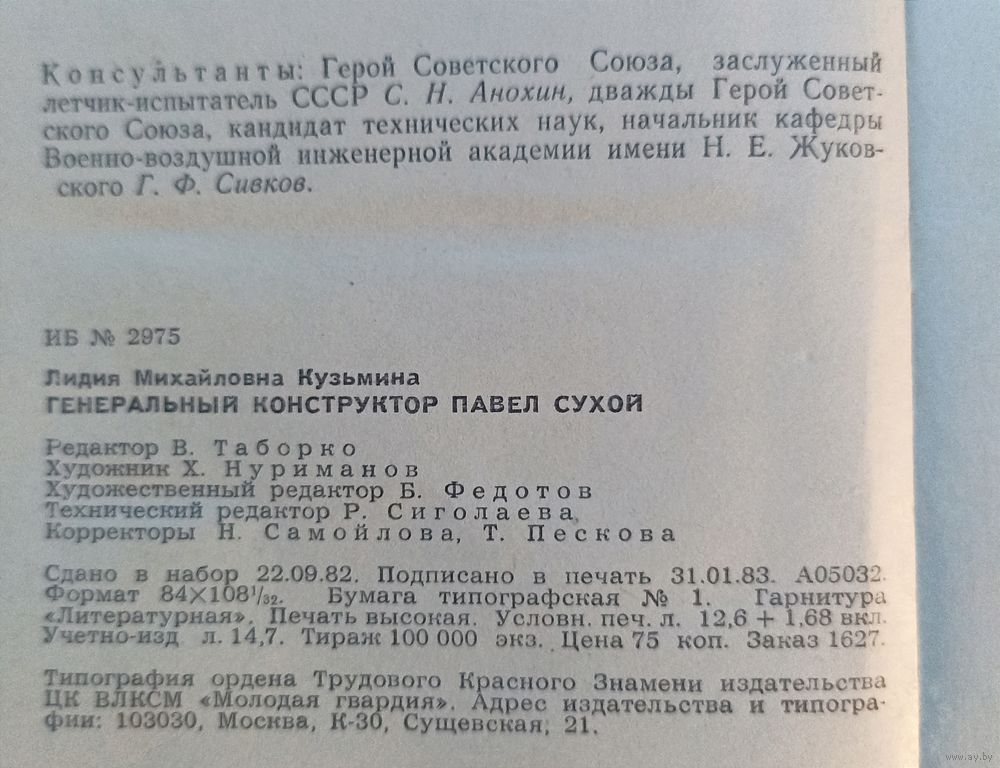 Консультанты: Герой Советского Союза, заслуженный
летчик-испытатель СССР С. Н. Анохин, дважды Герой Совет-
ского Союза, кандидат технических наук, начальник кафедры
Военно-воздушной инженерной академии имени Н. Е. Жуков-
ского Г. Ф. Сивков.
ИБ № 2975
Лидия Михайловна Кузьмина
ГЕНЕРАЛЬНЫЙ КОНСТРУКТОР ПАВЕЛ СУХОЙ
Редактор В. Таборко
Художник Х. Нуриманов
Художественный редактор Б. Федотов
Технический редактор Р. Сиголаева
Корректоры Н. Самойлова, Т. Пескова
Сдано в набор 22.09.82. Подписано в печать 31.01.83. А05032.
Формат 84×108¹/₃₂. Бумага типографская № 1. Гарнитура
«Литературная». Печать высокая. Условн. печ. л. 12,6 + 1,68 вкл.
Учетно-изд. л. 14,7. Тираж 100 000 экз. Цена 75 коп. Заказ 1627.
Типография ордена Трудового Красного Знамени издательства
ЦК ВЛКСМ «Молодая гвардия». Адрес издательства и типогра-
фии: 103030, Москва, К-30, Сущевская, 21.
www.ay.by